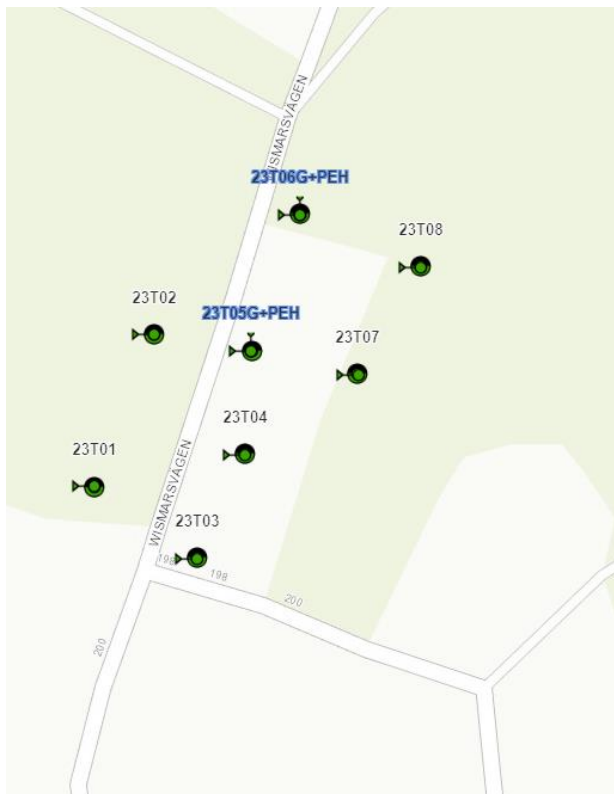 WISMARSVÄGEN
23T06G+PEH
23T08
23T02
23T05G+PEH
23T07
23T04
23T01
WISMARSVÄGEN
23T03
198
198
200
200